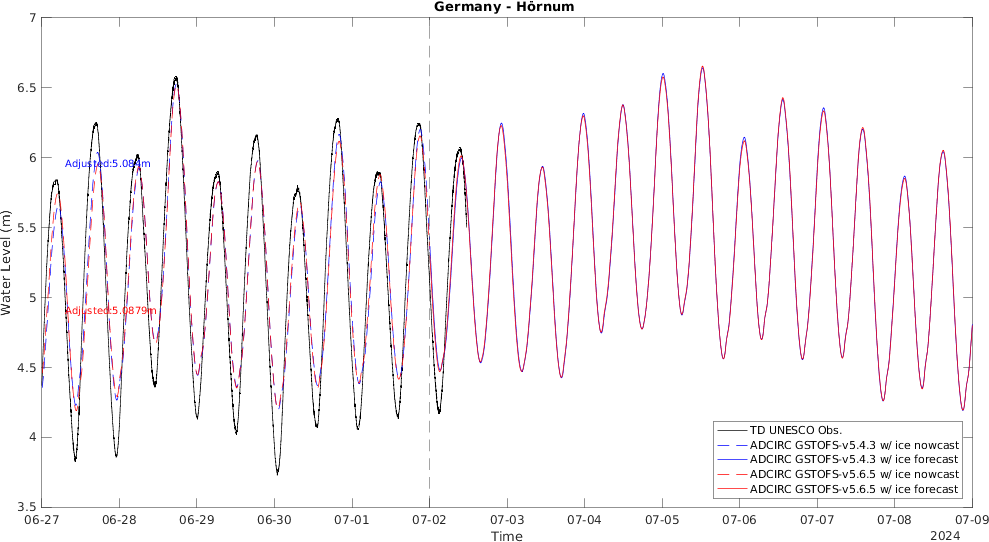 Germany - Hörnum
7
6.5
6
5.5
5
4.5
4
3.5
Water Level (m)
Adjusted:5.084m
Adjusted:5.0879m
TD UNESCO Obs.
ADCIRC GSTOFS-v5.4.3 w/ ice nowcast
ADCIRC GSTOFS-v5.4.3 w/ ice forecast
ADCIRC GSTOFS-v5.6.5 w/ ice nowcast
ADCIRC GSTOFS-v5.6.5 w/ ice forecast
06-27 06-28 06-29 06-30 07-01 07-02 07-03 07-04 07-05 07-06 07-07 07-08 07-09
Time
2024